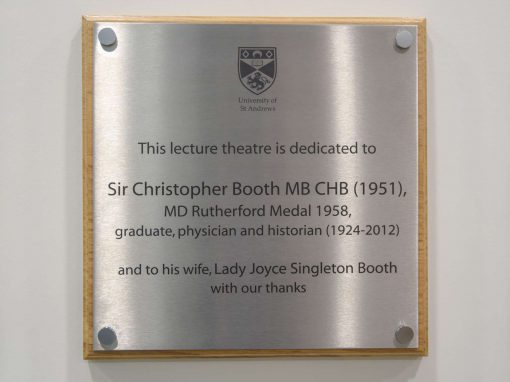 University of
St Andrews
This lecture theatre is dedicated to
Sir Christopher Booth MB CHB (1951),
MD Rutherford Medal 1958,
graduate, physician and historian (1924-2012)
and to his wife, Lady Joyce Singleton Booth
with our thanks